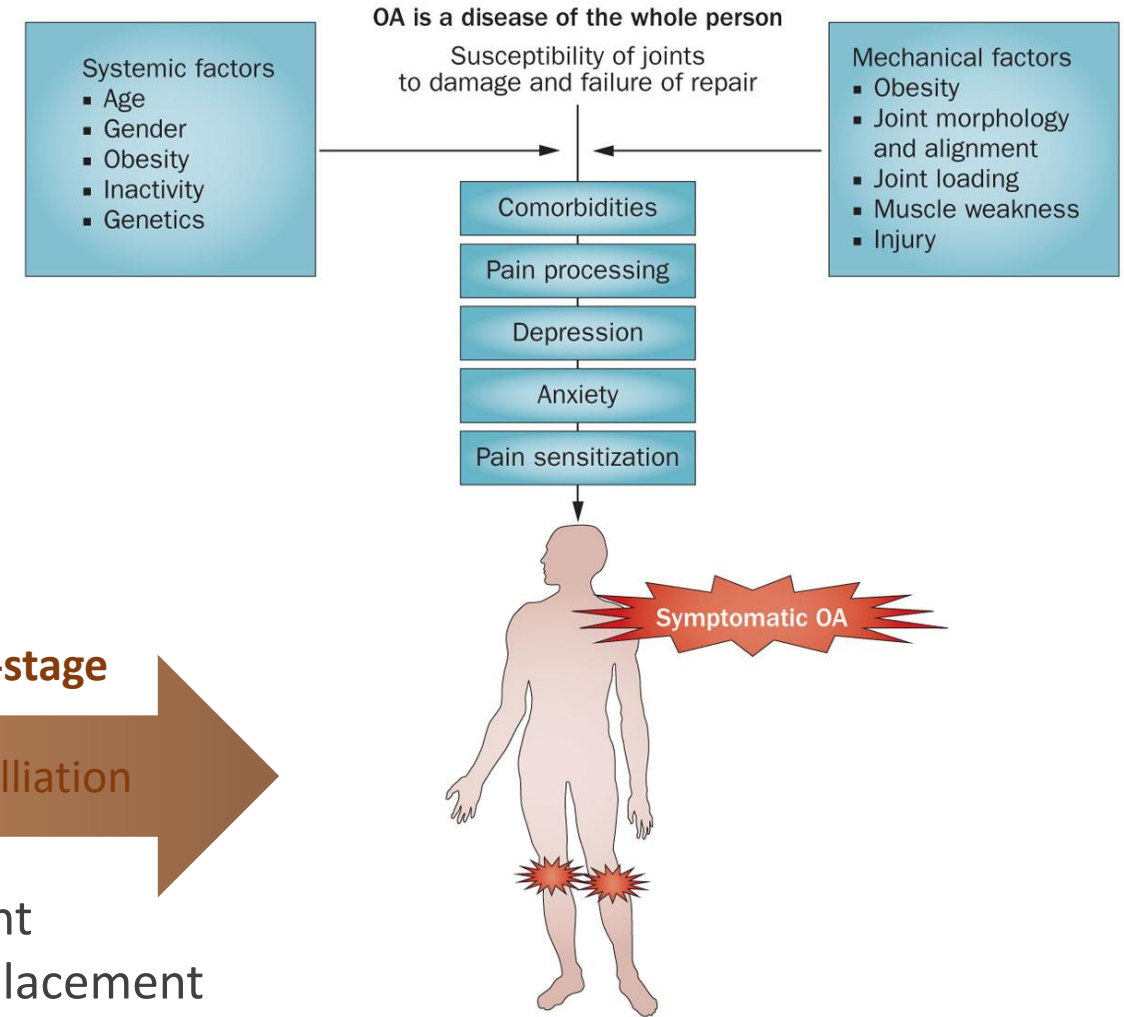 OA is a disease of the whole person
Susceptibility of joints
to damage and failure of repair
Systemic factors
▪ Age
▪ Gender
▪ Obesity
▪ Inactivity
▪ Genetics
Mechanical factors
▪ Obesity
▪ Joint morphology
and alignment
▪ Joint loading
▪ Muscle weakness
▪ Injury
Comorbidities
Pain processing
Depression
Anxiety
Pain sensitization
Symptomatic OA
-stage
lliation
nt
lacement